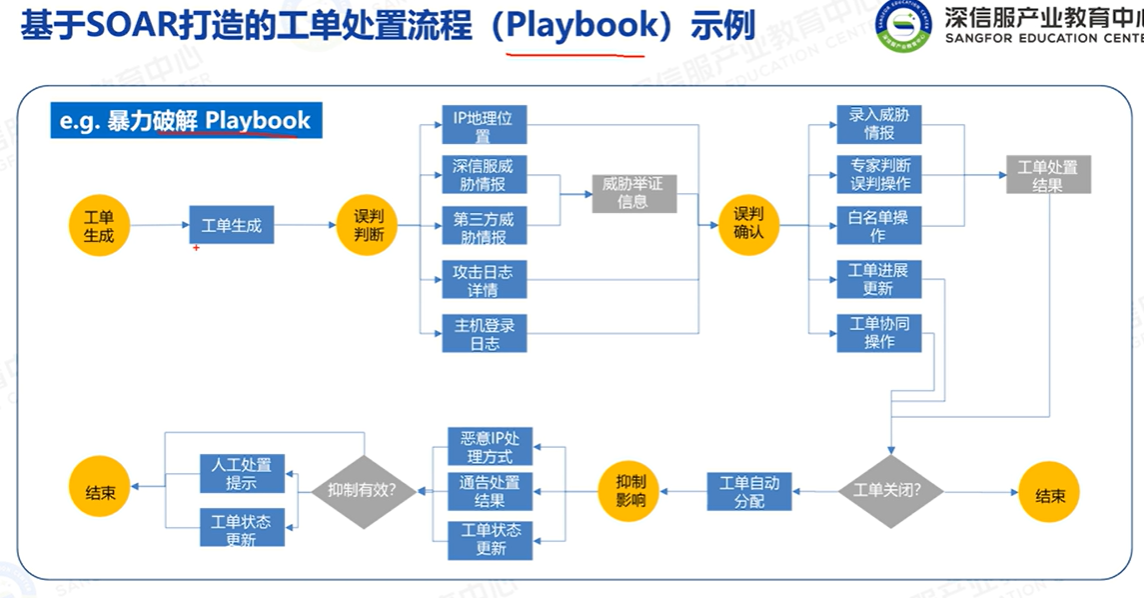 基于SOAR打造的工单处置流程（Playbook）示例
深信服产业教育中心
SANGFOR EDUCATION CENT
e.g. 暴力破解 Playbook
工单
生成
工单生成
误判
判断
IP地理位
置
深信服威
胁情报
第三方威
胁情报
攻击日志
详情
主机登录
日志
威胁举证
信息
误判
确认
录入威胁
情报
专家判断
误判操作
白名单操
作
工单进展
更新
工单协同
操作
工单处置
结果
结束
人工处置
提示
工单状态
更新
抑制有效?
恶意IP处
理方式
通告处置
结果
工单状态
更新
抑制
影响
工单自动
分配
工单关闭?
结束